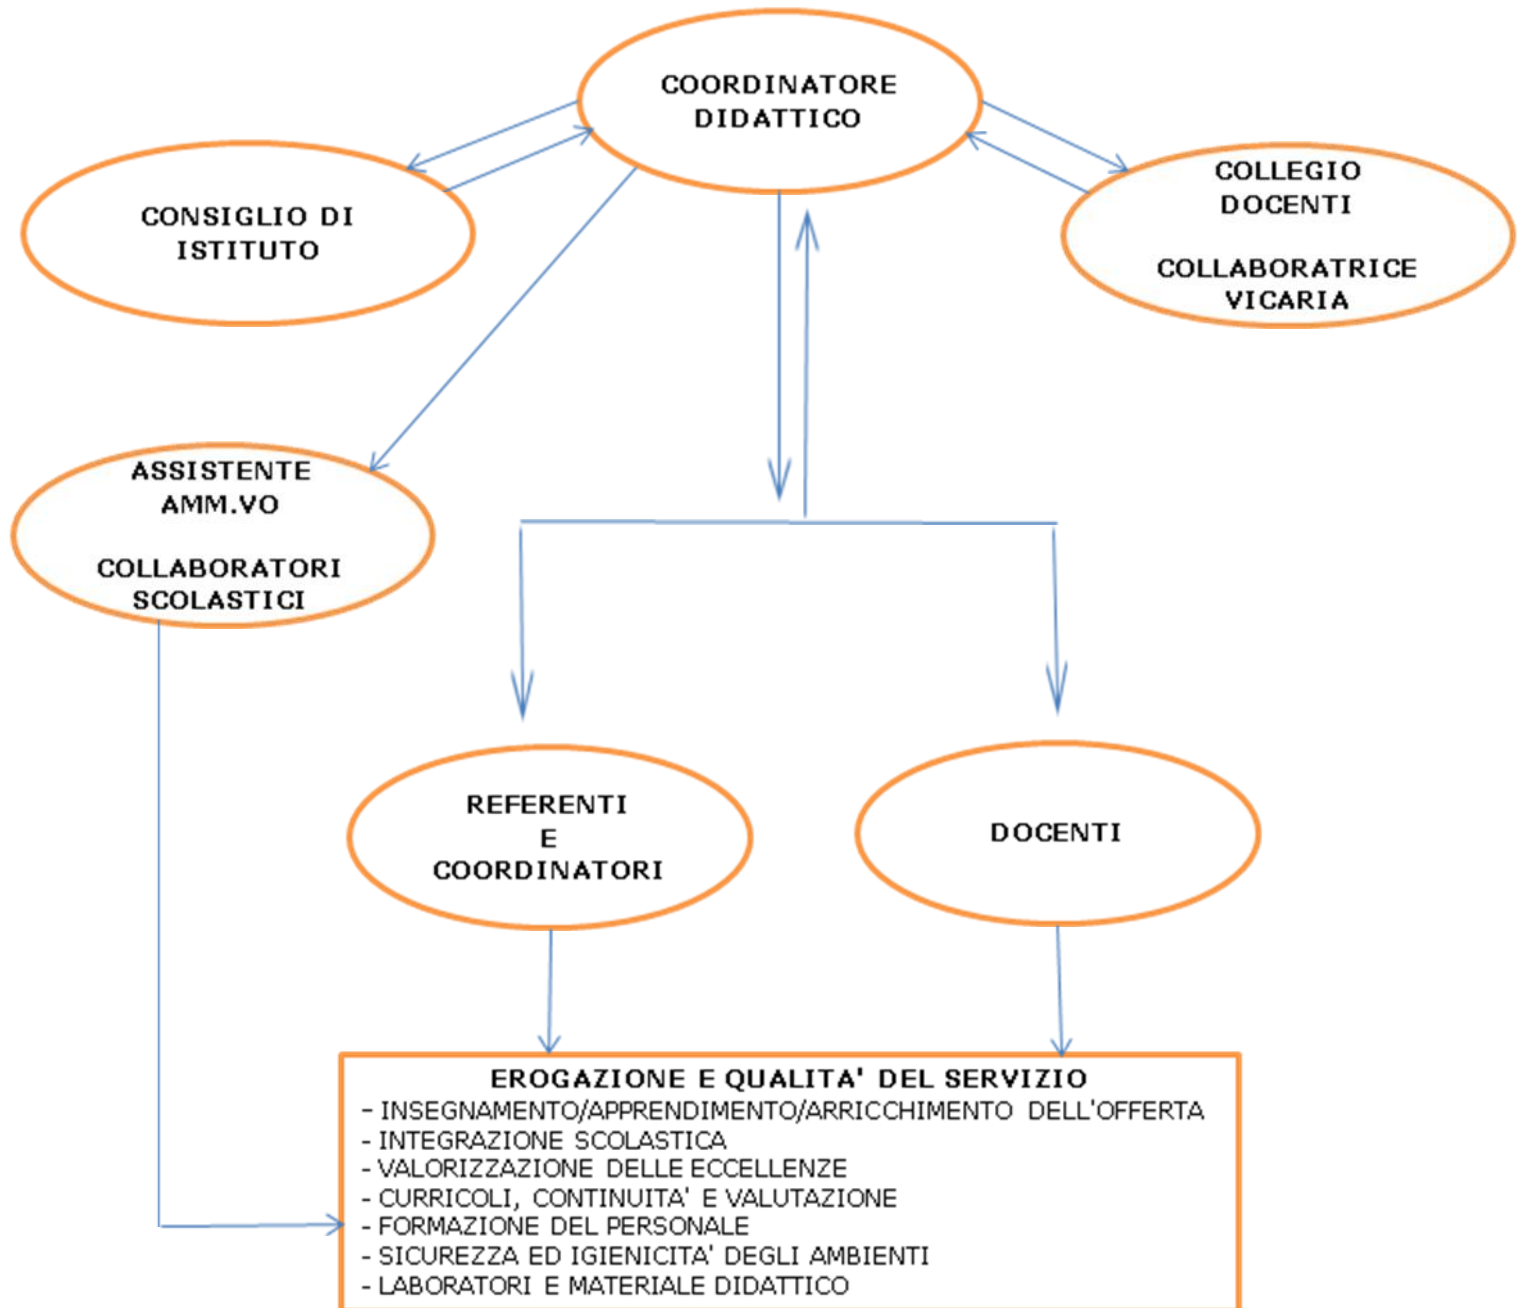 COORDINATORE
DIDATTICO
CONSIGLIO DI
ISTITUTO
COLLEGIO
DOCENTI
COLLABORATRICE
VICARIA
ASSISTENTE
AMM.VO
COLLABORATORI
SCOLASTICI
REFERENTI
E
COORDINATORI
DOCENTI
EROGAZIONE E QUALITA' DEL SERVIZIO
- INSEGNAMENTO/APPRENDIMENTO/ARRICCHIMENTO DELL'OFFERTA
- INTEGRAZIONE SCOLASTICA
- VALORIZZAZIONE DELLE ECCELLENZE
- CURRICOLI, CONTINUITA' E VALUTAZIONE
- FORMAZIONE DEL PERSONALE
- SICUREZZA ED IGIENICITA' DEGLI AMBIENTI
- LABORATORI E MATERIALE DIDATTICO